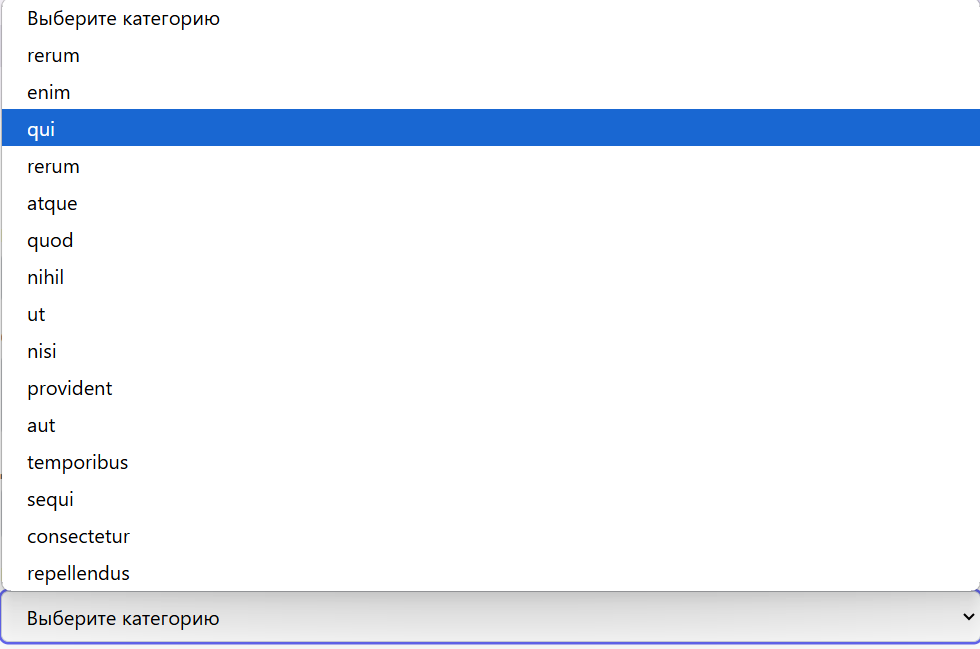 Выберите категорию
rerum
enim
qui
rerum
atque
quod
nihil
ut
nisi
provident
aut
temporibus
sequi
consectetur
repellendus
Выберите категорию